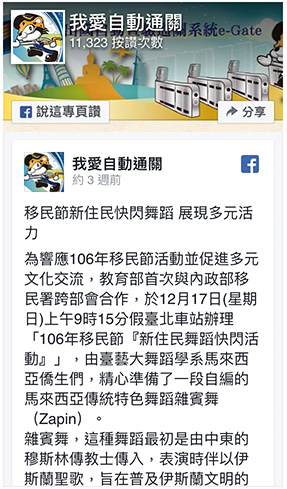 我愛自動通關
11,323 按讚次數
自動通關系統e-Gate
說這專頁讚
分享
我愛自動通關
約 3 週前
移民節新住民快閃舞蹈 展現多元活
力
為響應106年移民節活動並促進多元
文化交流，教育部首次與內政部移
民署跨部會合作，於12月17日(星期
日)上午9時15分假臺北車站辦理
「106年移民節『新住民舞蹈快閃活
動』」，由臺藝大舞蹈學系馬來西
亞僑生們，精心準備了一段自編的
馬來西亞傳統特色舞蹈雜賓舞
（Zapin）。
雜賓舞，這種舞蹈最初是由中東的
穆斯林傳教士傳入，表演時伴以伊
斯蘭聖歌，旨在普及伊斯蘭文明的